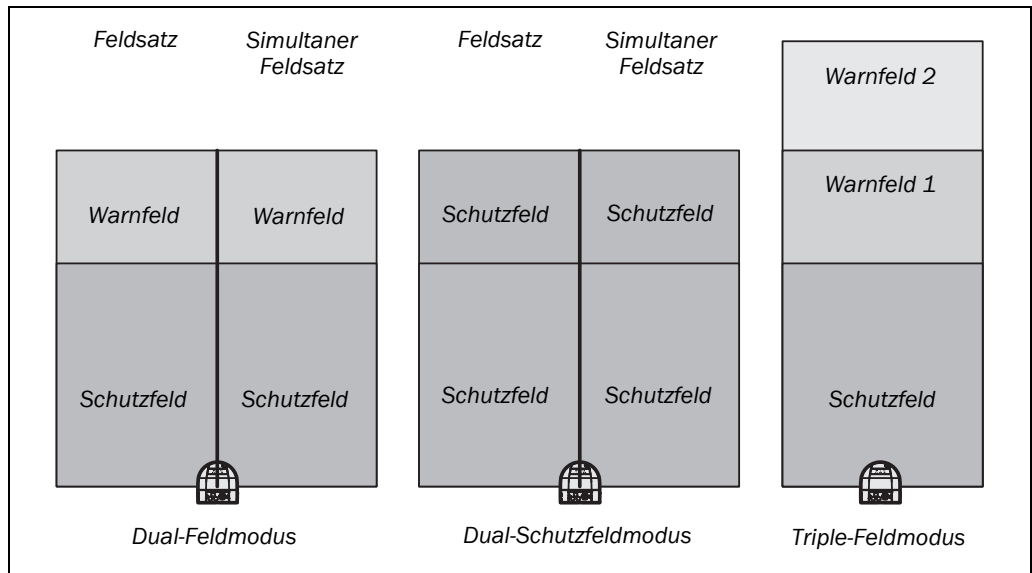 Feldsatz
Simultaner
Feldsatz
Warnfeld
Warnfeld
Schutzfeld
Schutzfeld
Dual-Feldmodus
Feldsatz
Simultaner
Feldsatz
Schutzfeld
Schutzfeld
Schutzfeld
Schutzfeld
Dual-Schutzfeldmodus
Warnfeld 2
Warnfeld 1
Schutzfeld
Triple-Feldmodus